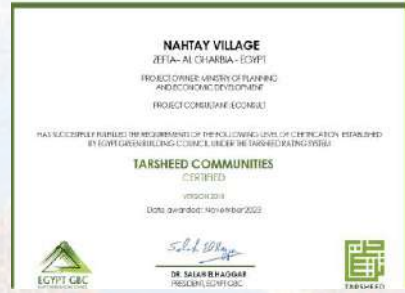 NAHTAY VILLAGE
ZEFTA- AL GHARBIA - EGYPT
PROJECT OWNER: MINISTRY OF PLANNING
AND ECONOMIC DEVELOPMENT
PROJECT CONSULTANT: ECONSULT
HAS SUCCESFULLY FULFILLED THE REQUIREMENTS OF THE FOLLOWING LEVEL OF CERTIFICATION ESTABLISHED
BY EGYPT GREEN BUILDING COUNCIL UNDER THE TARSHEED RATING SYSTEM
TARSHEED COMMUNITIES
CERTIFIED
VERSION
Date awarded: November 2023
DR. SALAH ELHAGGAR
PRESIDENT, EGYPT GBC
EGYPT GBC
TARSHEED